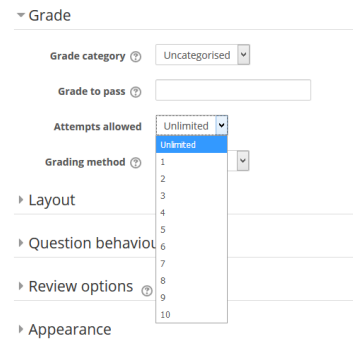 Grade
Grade category
Uncategorised
Grade to pass
Attempts allowed
Unlimited
Unlimited
1
Grading method
2
3
Layout
4
5
Question behaviou
6
7
8
Review options
9
10
Appearance